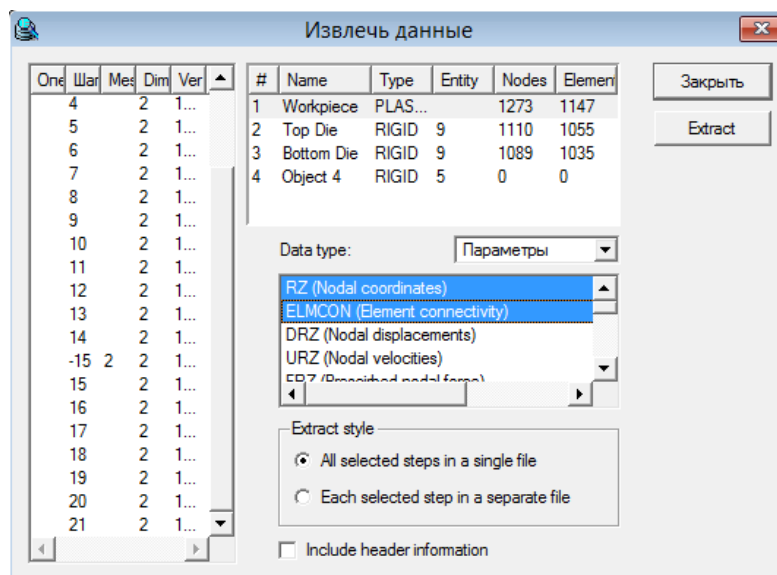 Извлечь данные
One Шаг Mes Dim Ver
4 2 1...
5 2 1...
6 2 1...
7 2 1...
8 2 1...
9 2 1...
10 2 1...
11 2 1...
12 2 1...
13 2 1...
14 2 1...
-15 2 2 1...
15 2 1...
16 2 1...
17 2 1...
18 2 1...
19 2 1...
20 2 1...
21 2 1...
# Name Type Entity Nodes Element
1 Workpiece PLAS... 1273 1147
2 Top Die RIGID 9 1110 1055
3 Bottom Die RIGID 9 1089 1035
4 Object 4 RIGID 5 0 0
Закрыть
Extract
Data type: Параметры
RZ (Nodal coordinates)
ELMCON (Element connectivity)
DRZ (Nodal displacements)
URZ (Nodal velocities)
Extract style
All selected steps in a single file
Each selected step in a separate file
Include header information